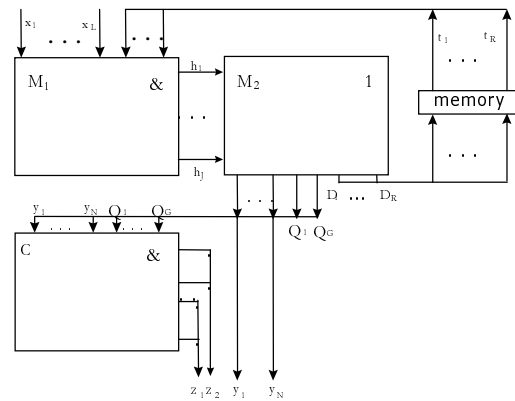 x1 . . . xL . . . t1 . . . tR
M1 & h1 M2 1 memory
. . .
hJ . . .
. . . D1 ... DR
y1 . . . yN Q1 . . . QG Q1 QG
C &
. .
z1 z2 y1 yN